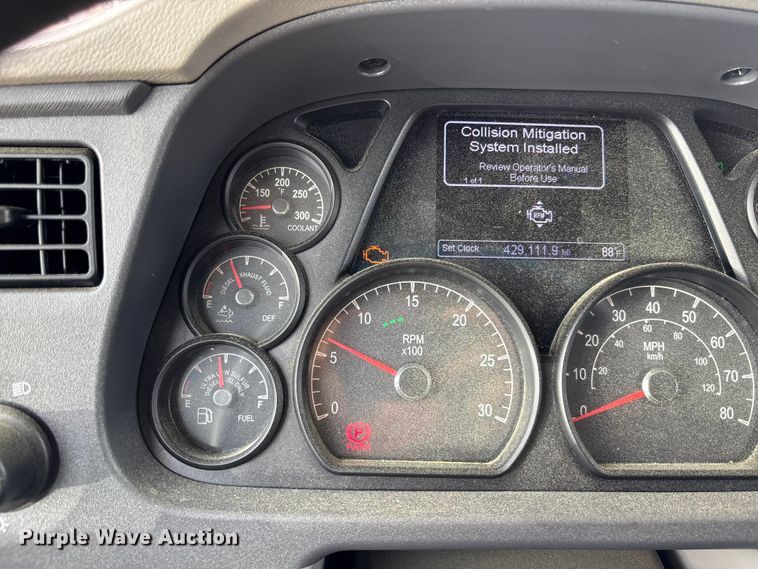 Collision Mitigation
System Installed
Review Operator's Manual
1 of 1 Before Use
RPM
Set Clock 429,111.9 MI 88°F
150 200 250 300
°F
COOLANT
DIESEL EXHAUST FLUID
E F
DEF
ULTRA LOW SULFUR
DIESEL FUEL ONLY
E F
FUEL
0 5 10 15 20 30
RPM
x100
PARK
0 10 20 30 40 50 60 70 80
MPH
km/h
20 40 60 80 100 120
Purple Wave Auction